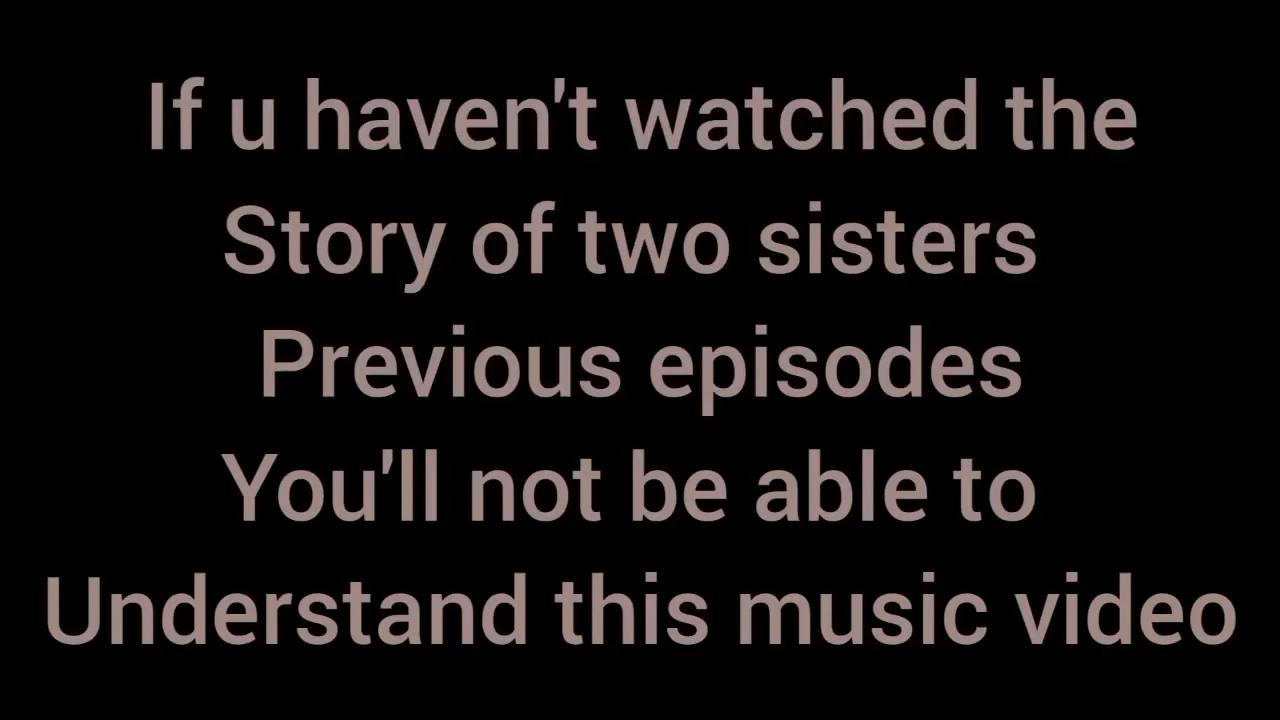 If u haven't watched the
Story of two sisters
Previous episodes
You'll not be able to
Understand this music video